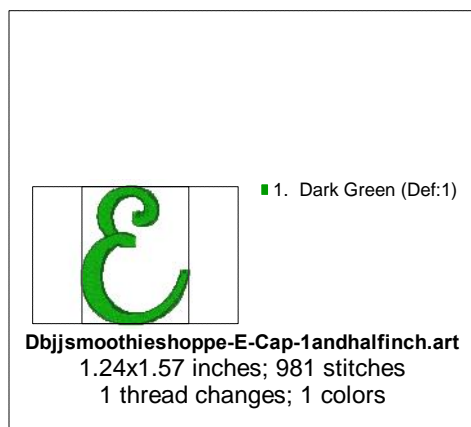 1. Dark Green (Def:1)
E
Dbjjsmoothieshoppe-E-Cap-1andhalfinch.art
1.24x1.57 inches; 981 stitches
1 thread changes; 1 colors